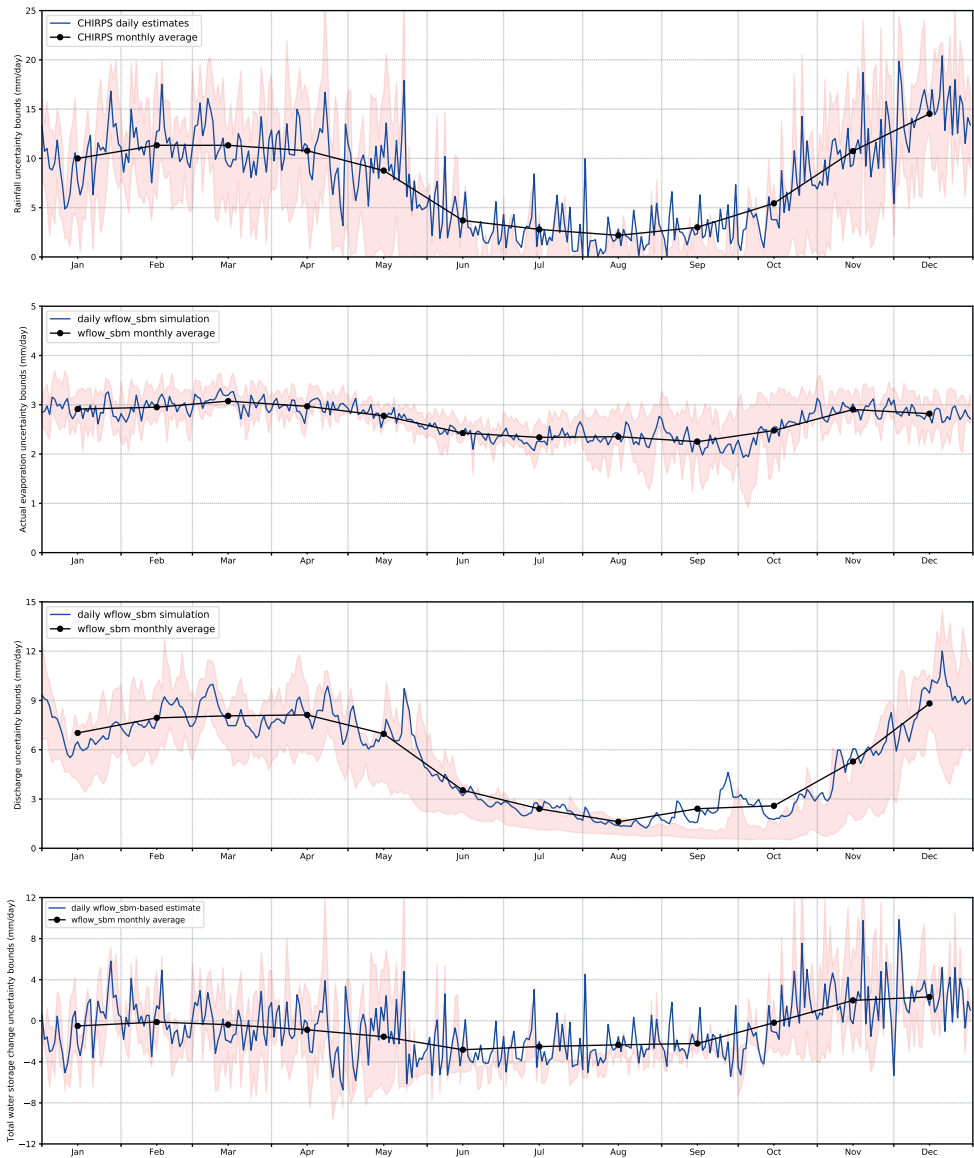 CHIRPS daily estimates
CHIRPS monthly average
Rainfall uncertainty bounds (mm/day)
25
20
15
10
5
0
Jan Feb Mar Apr May Jun Jul Aug Sep Oct Nov Dec
daily wflow_sbm simulation
wflow_sbm monthly average
Actual evaporation uncertainty bounds (mm/day)
5
4
3
2
1
0
Jan Feb Mar Apr May Jun Jul Aug Sep Oct Nov Dec
daily wflow_sbm simulation
wflow_sbm monthly average
Discharge uncertainty bounds (mm/day)
15
12
9
6
3
0
Jan Feb Mar Apr May Jun Jul Aug Sep Oct Nov Dec
daily wflow_sbm-based estimate
wflow_sbm monthly average
Total water storage change uncertainty bounds (mm/day)
12
8
4
0
−4
−8
−12
Jan Feb Mar Apr May Jun Jul Aug Sep Oct Nov Dec